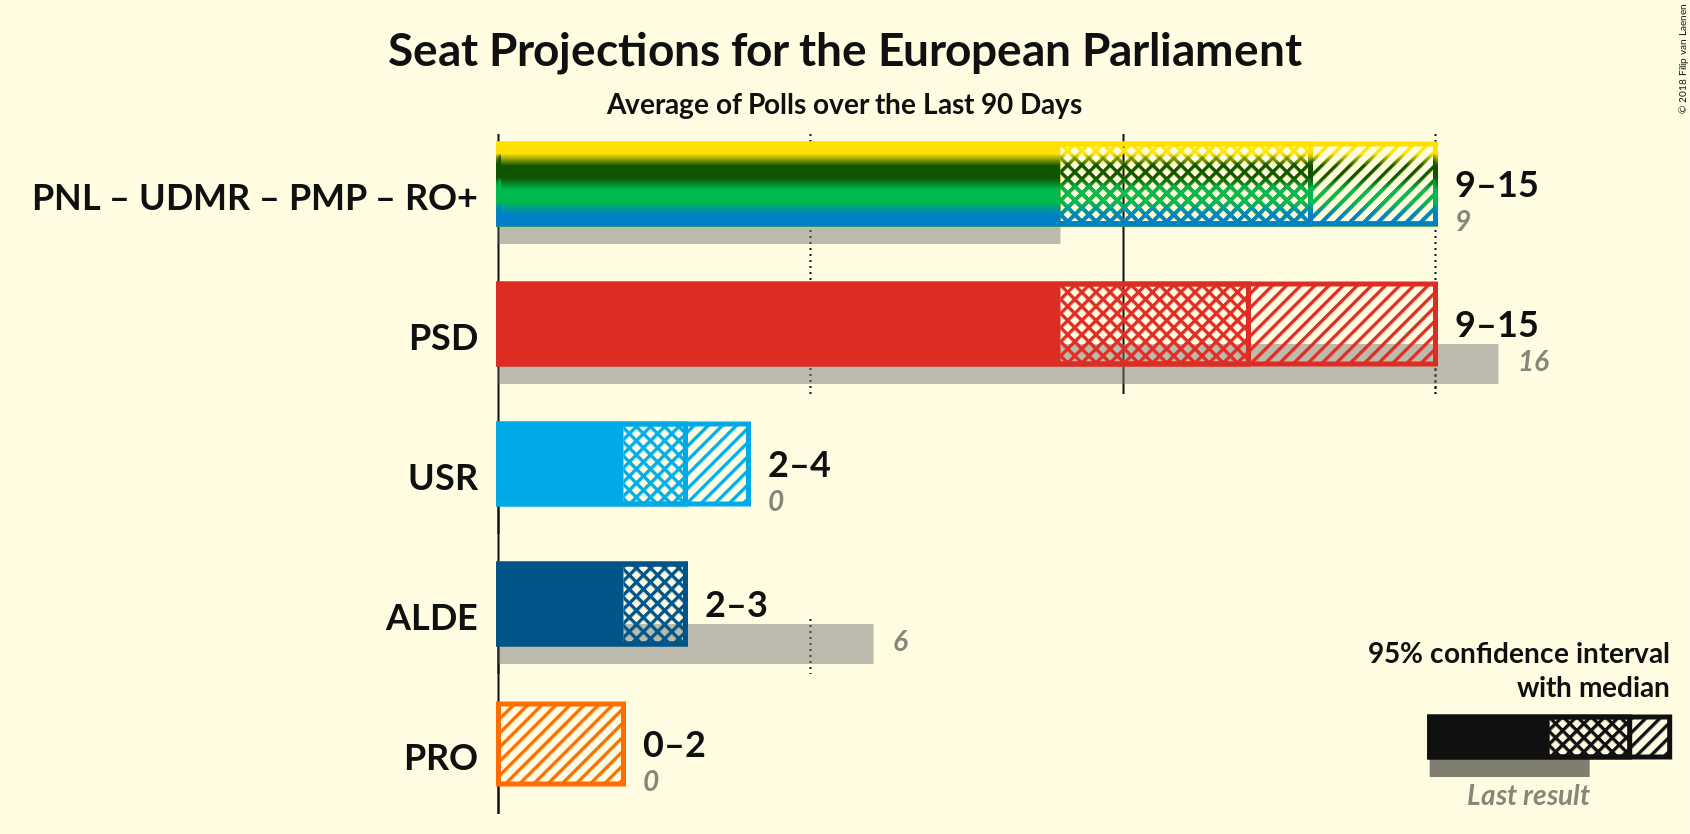 Seat Projections for the European Parliament
Average of Polls over the Last 90 Days
© 2018 Filip van Laenen
PNL – UDMR – PMP – RO+
9–15
9
PSD
9–15
16
USR
2–4
0
ALDE
2–3
6
PRO
0–2
0
95% confidence interval
with median
Last result